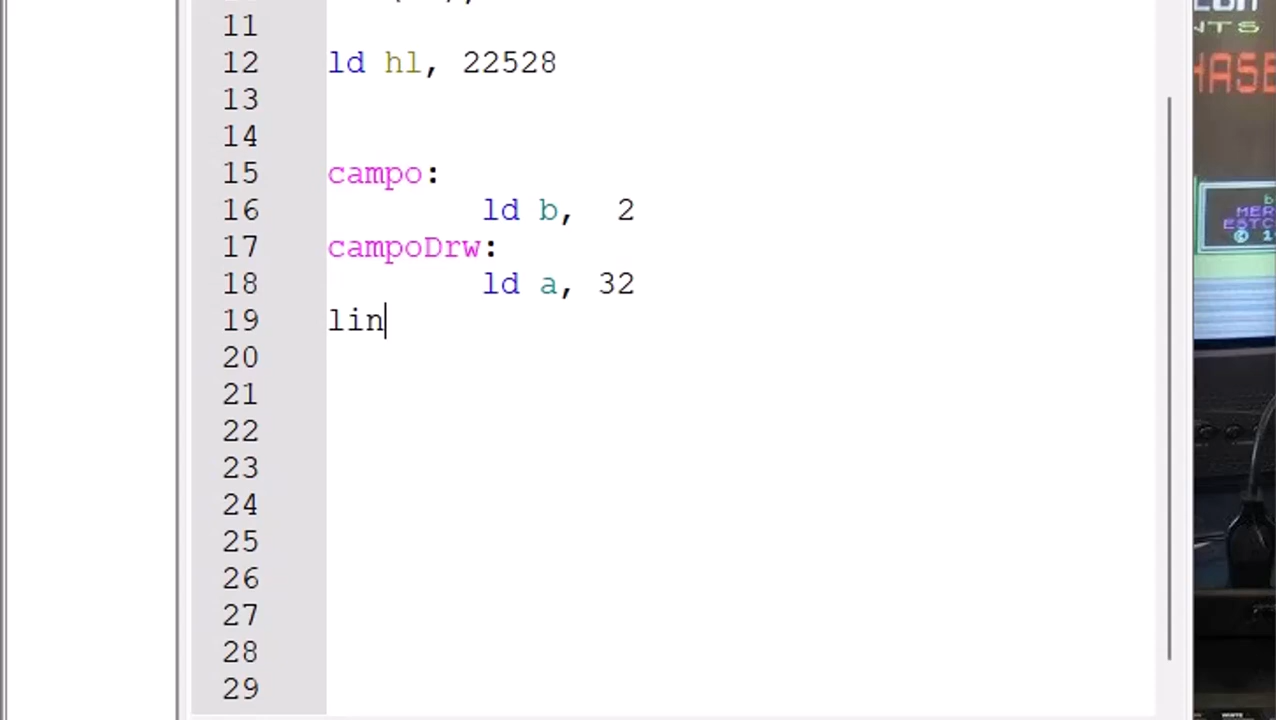 11
12 ld hl, 22528
13
14
15 campo:
16 ld b, 2
17 campoDrw:
18 ld a, 32
19 lin
20
21
22
23
24
25
26
27
28
29